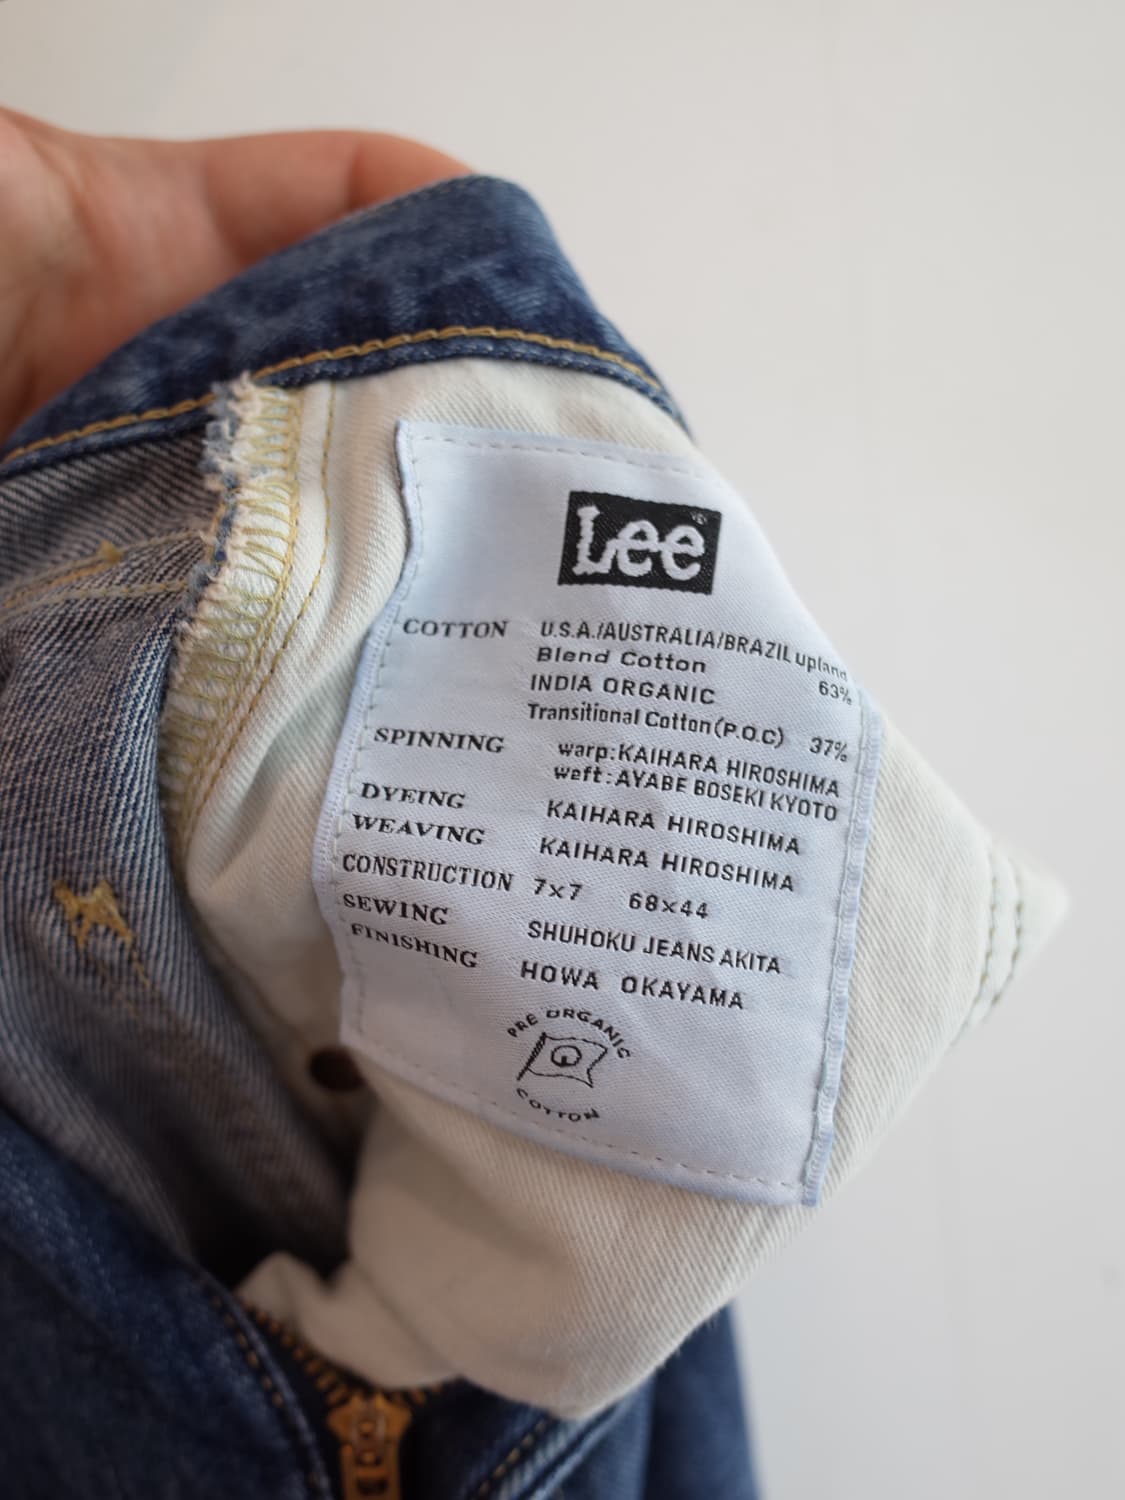 Lee
COTTON U.S.A./AUSTRALIA/BRAZIL upland
Blend Cotton 63%
INDIA ORGANIC
Transitional Cotton(P.O.C) 37%
SPINNING warp:KAIHARA HIROSHIMA
weft:AYABE BOSEKI KYOTO
DYEING KAIHARA HIROSHIMA
WEAVING KAIHARA HIROSHIMA
CONSTRUCTION 7×7 68×44
SEWING SHUHOKU JEANS AKITA
FINISHING HOWA OKAYAMA
PRE ORGANIC
COTTON